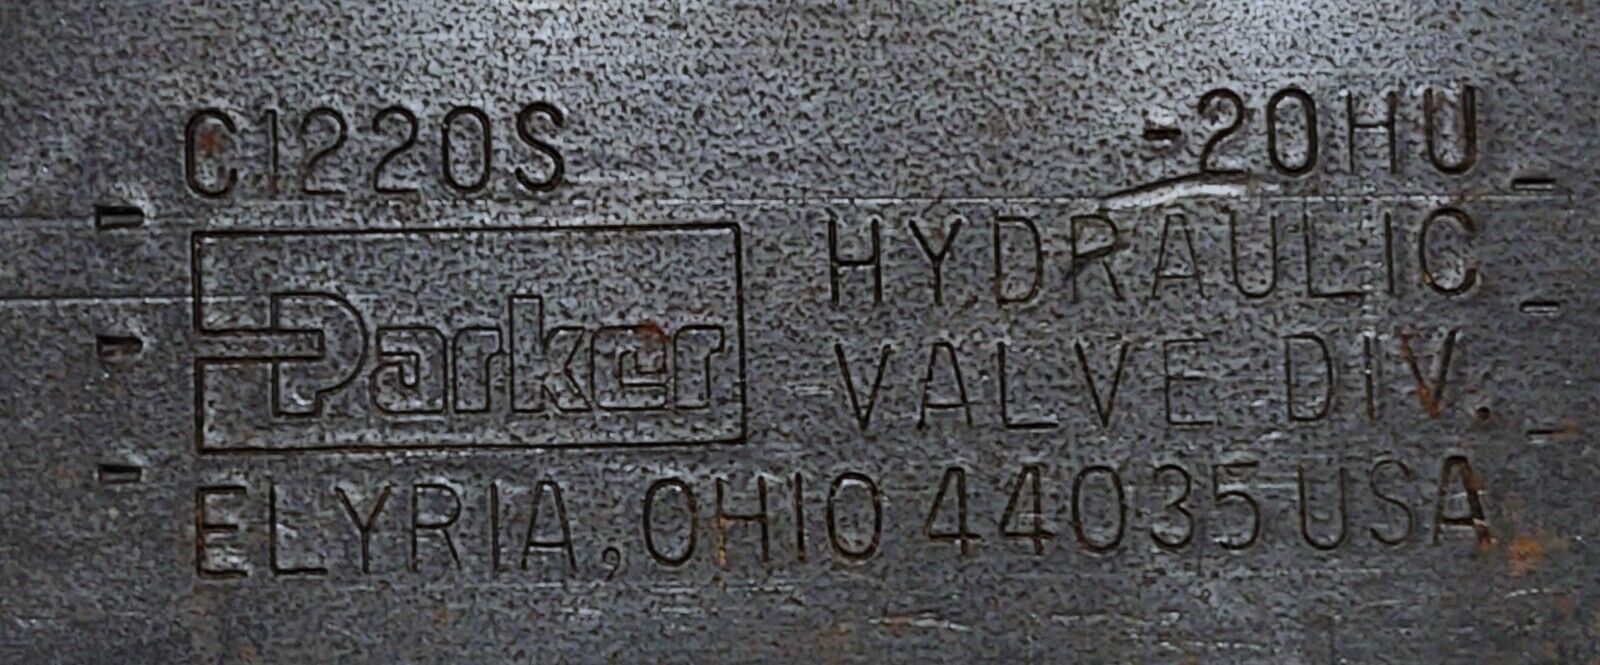 C1220S -20HU
Parker HYDRAULIC
VALVE DIV.
ELYRIA, OHIO 44035 USA